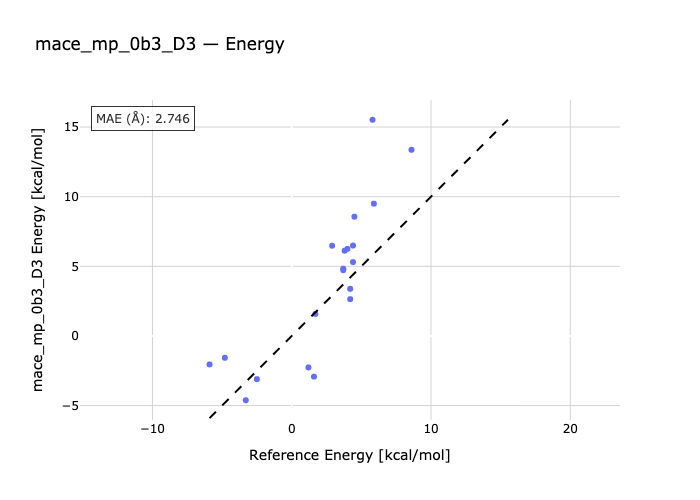 mace_mp_0b3_D3 — Energy
MAE (Å): 2.746
mace_mp_0b3_D3 Energy [kcal/mol]
15
10
5
0
−5
−10
0
10
20
Reference Energy [kcal/mol]